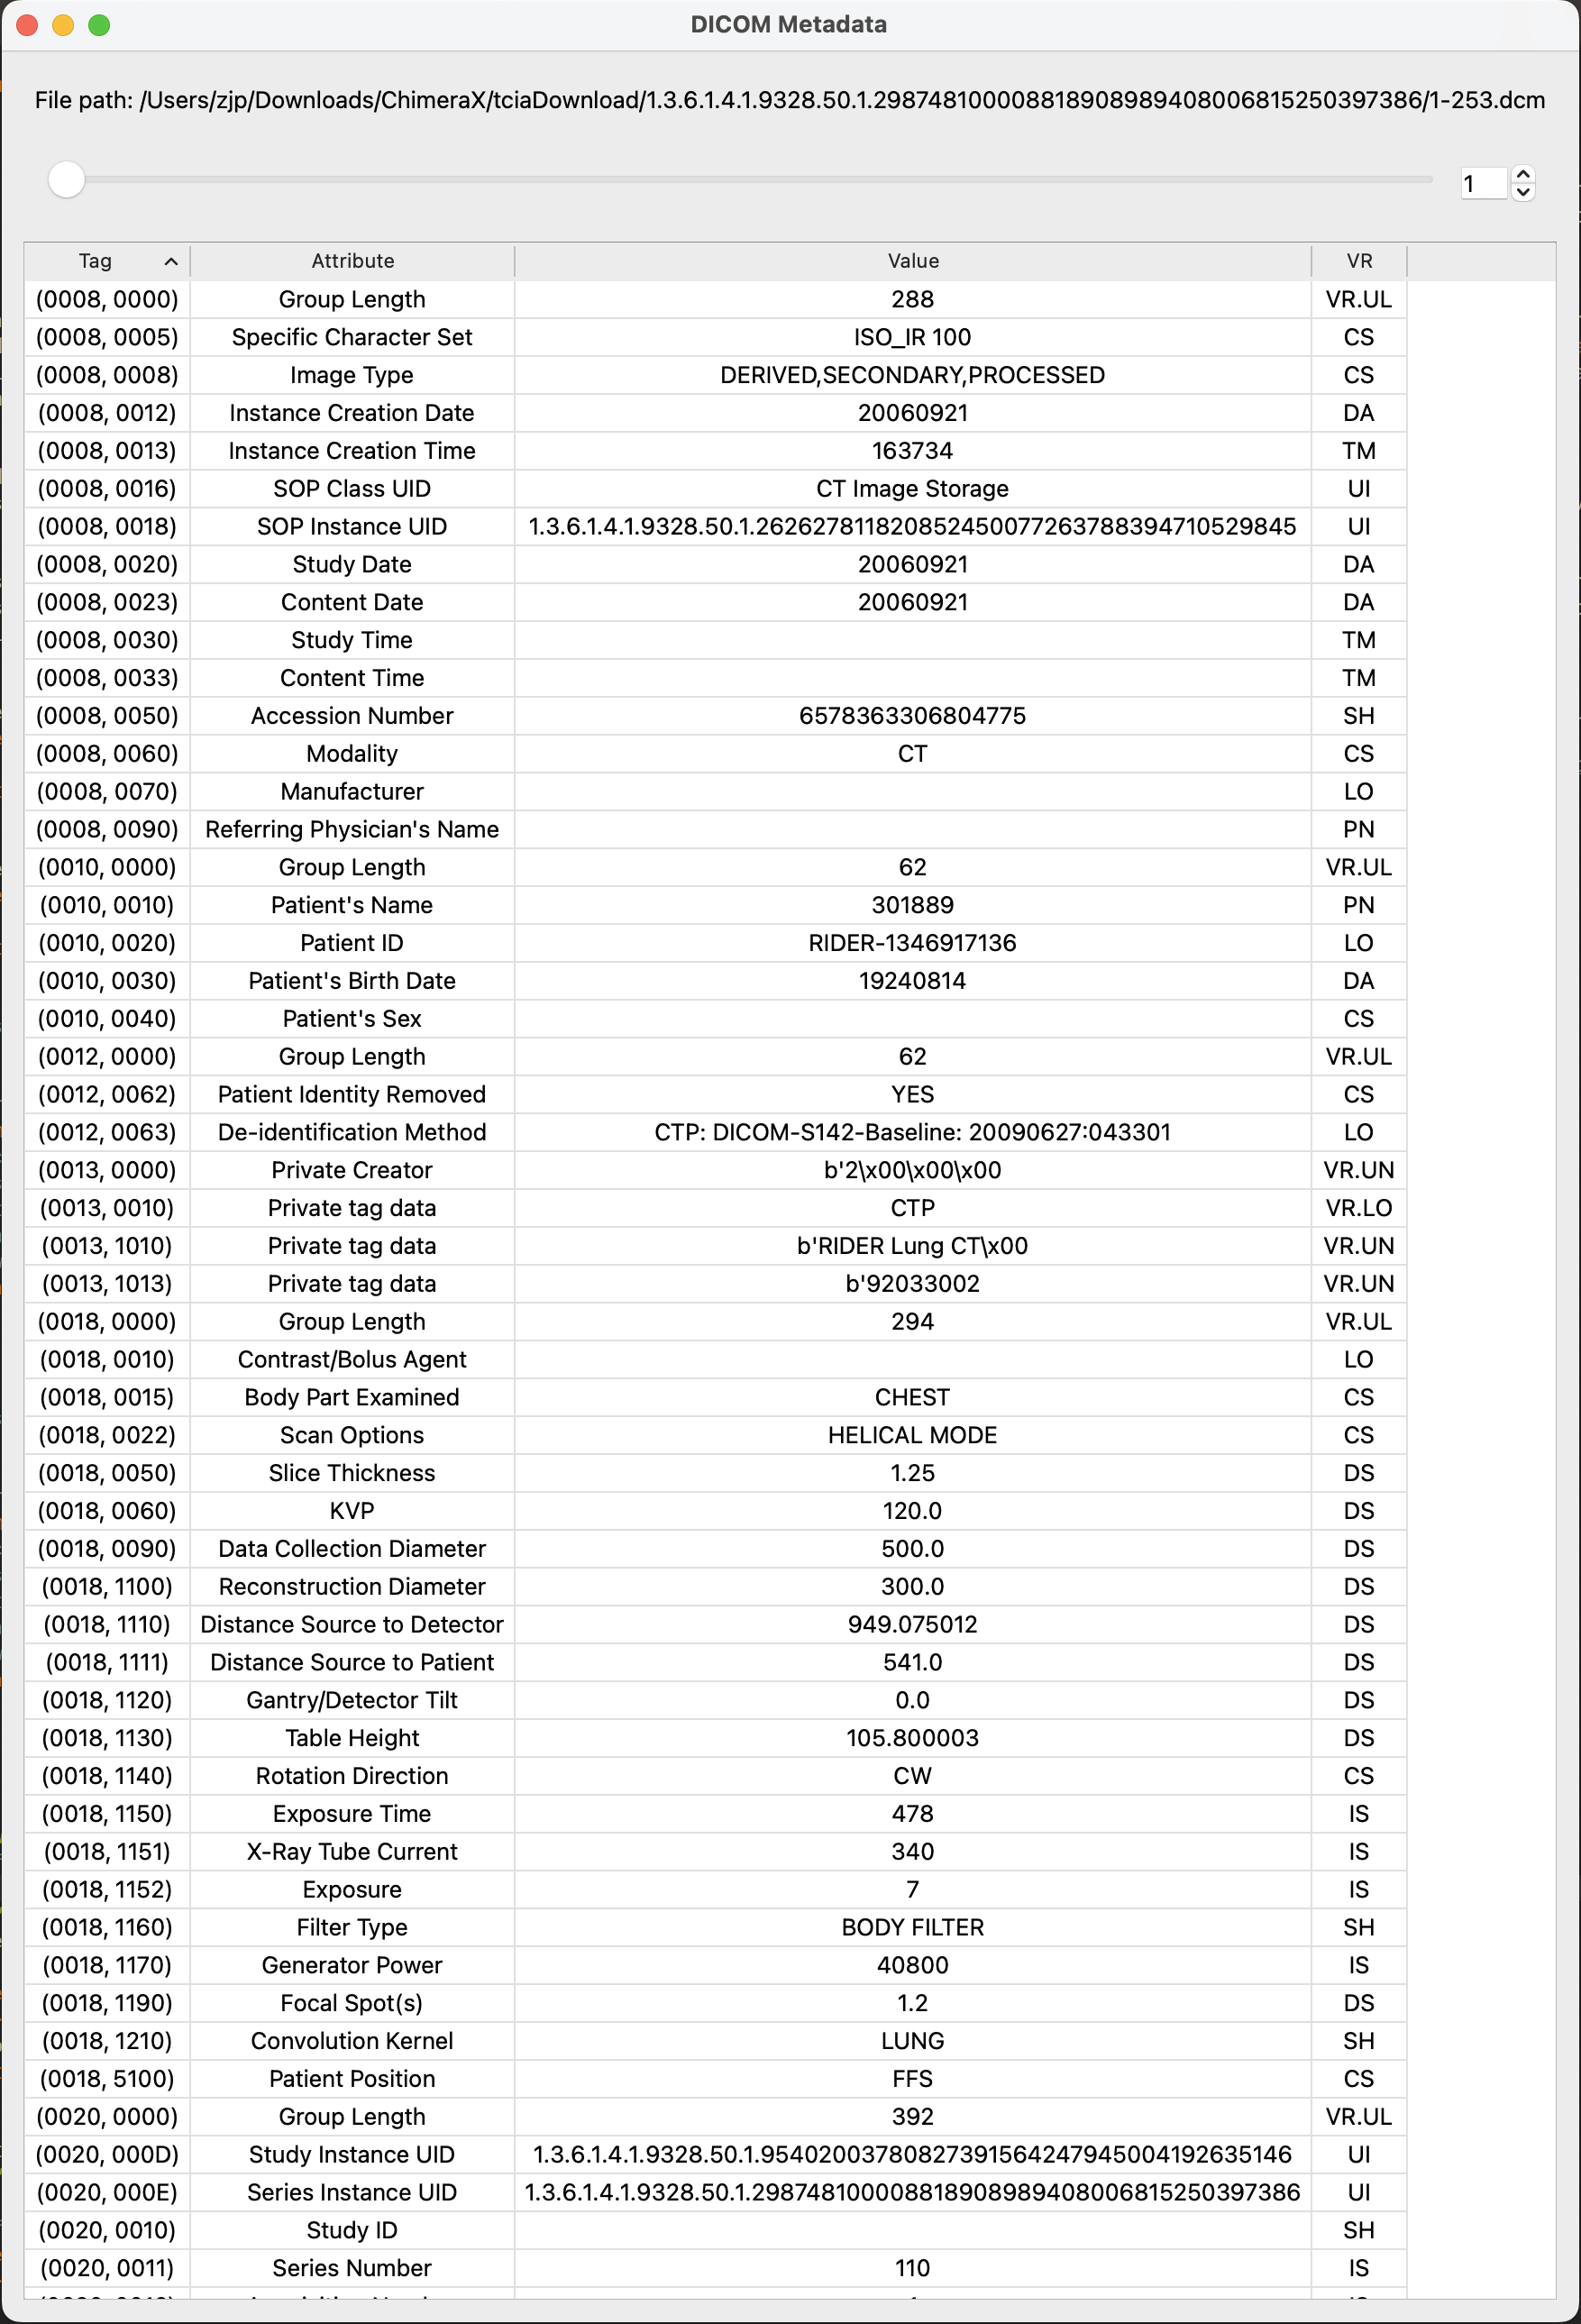 DICOM Metadata
File path: /Users/zjp/Downloads/ChimeraX/tciaDownload/1.3.6.1.4.1.9328.50.1.298748100008818908989408006815250397386/1-253.dcm
1
Tag Attribute Value VR
(0008, 0000) Group Length 288 VR.UL
(0008, 0005) Specific Character Set ISO_IR 100 CS
(0008, 0008) Image Type DERIVED,SECONDARY,PROCESSED CS
(0008, 0012) Instance Creation Date 20060921 DA
(0008, 0013) Instance Creation Time 163734 TM
(0008, 0016) SOP Class UID CT Image Storage UI
(0008, 0018) SOP Instance UID 1.3.6.1.4.1.9328.50.1.262627811820852450077263788394710529845 UI
(0008, 0020) Study Date 20060921 DA
(0008, 0023) Content Date 20060921 DA
(0008, 0030) Study Time TM
(0008, 0033) Content Time TM
(0008, 0050) Accession Number 6578363306804775 SH
(0008, 0060) Modality CT CS
(0008, 0070) Manufacturer LO
(0008, 0090) Referring Physician's Name PN
(0010, 0000) Group Length 62 VR.UL
(0010, 0010) Patient's Name 301889 PN
(0010, 0020) Patient ID RIDER-1346917136 LO
(0010, 0030) Patient's Birth Date 19240814 DA
(0010, 0040) Patient's Sex CS
(0012, 0000) Group Length 62 VR.UL
(0012, 0062) Patient Identity Removed YES CS
(0012, 0063) De-identification Method CTP: DICOM-S142-Baseline: 20090627:043301 LO
(0013, 0000) Private Creator b'2\x00\x00\x00 VR.UN
(0013, 0010) Private tag data CTP VR.LO
(0013, 1010) Private tag data b'RIDER Lung CT\x00 VR.UN
(0013, 1013) Private tag data b'92033002 VR.UN
(0018, 0000) Group Length 294 VR.UL
(0018, 0010) Contrast/Bolus Agent LO
(0018, 0015) Body Part Examined CHEST CS
(0018, 0022) Scan Options HELICAL MODE CS
(0018, 0050) Slice Thickness 1.25 DS
(0018, 0060) KVP 120.0 DS
(0018, 0090) Data Collection Diameter 500.0 DS
(0018, 1100) Reconstruction Diameter 300.0 DS
(0018, 1110) Distance Source to Detector 949.075012 DS
(0018, 1111) Distance Source to Patient 541.0 DS
(0018, 1120) Gantry/Detector Tilt 0.0 DS
(0018, 1130) Table Height 105.800003 DS
(0018, 1140) Rotation Direction CW CS
(0018, 1150) Exposure Time 478 IS
(0018, 1151) X-Ray Tube Current 340 IS
(0018, 1152) Exposure 7 IS
(0018, 1160) Filter Type BODY FILTER SH
(0018, 1170) Generator Power 40800 IS
(0018, 1190) Focal Spot(s) 1.2 DS
(0018, 1210) Convolution Kernel LUNG SH
(0018, 5100) Patient Position FFS CS
(0020, 0000) Group Length 392 VR.UL
(0020, 000D) Study Instance UID 1.3.6.1.4.1.9328.50.1.95402003780827391564247945004192635146 UI
(0020, 000E) Series Instance UID 1.3.6.1.4.1.9328.50.1.298748100008818908989408006815250397386 UI
(0020, 0010) Study ID SH
(0020, 0011) Series Number 110 IS